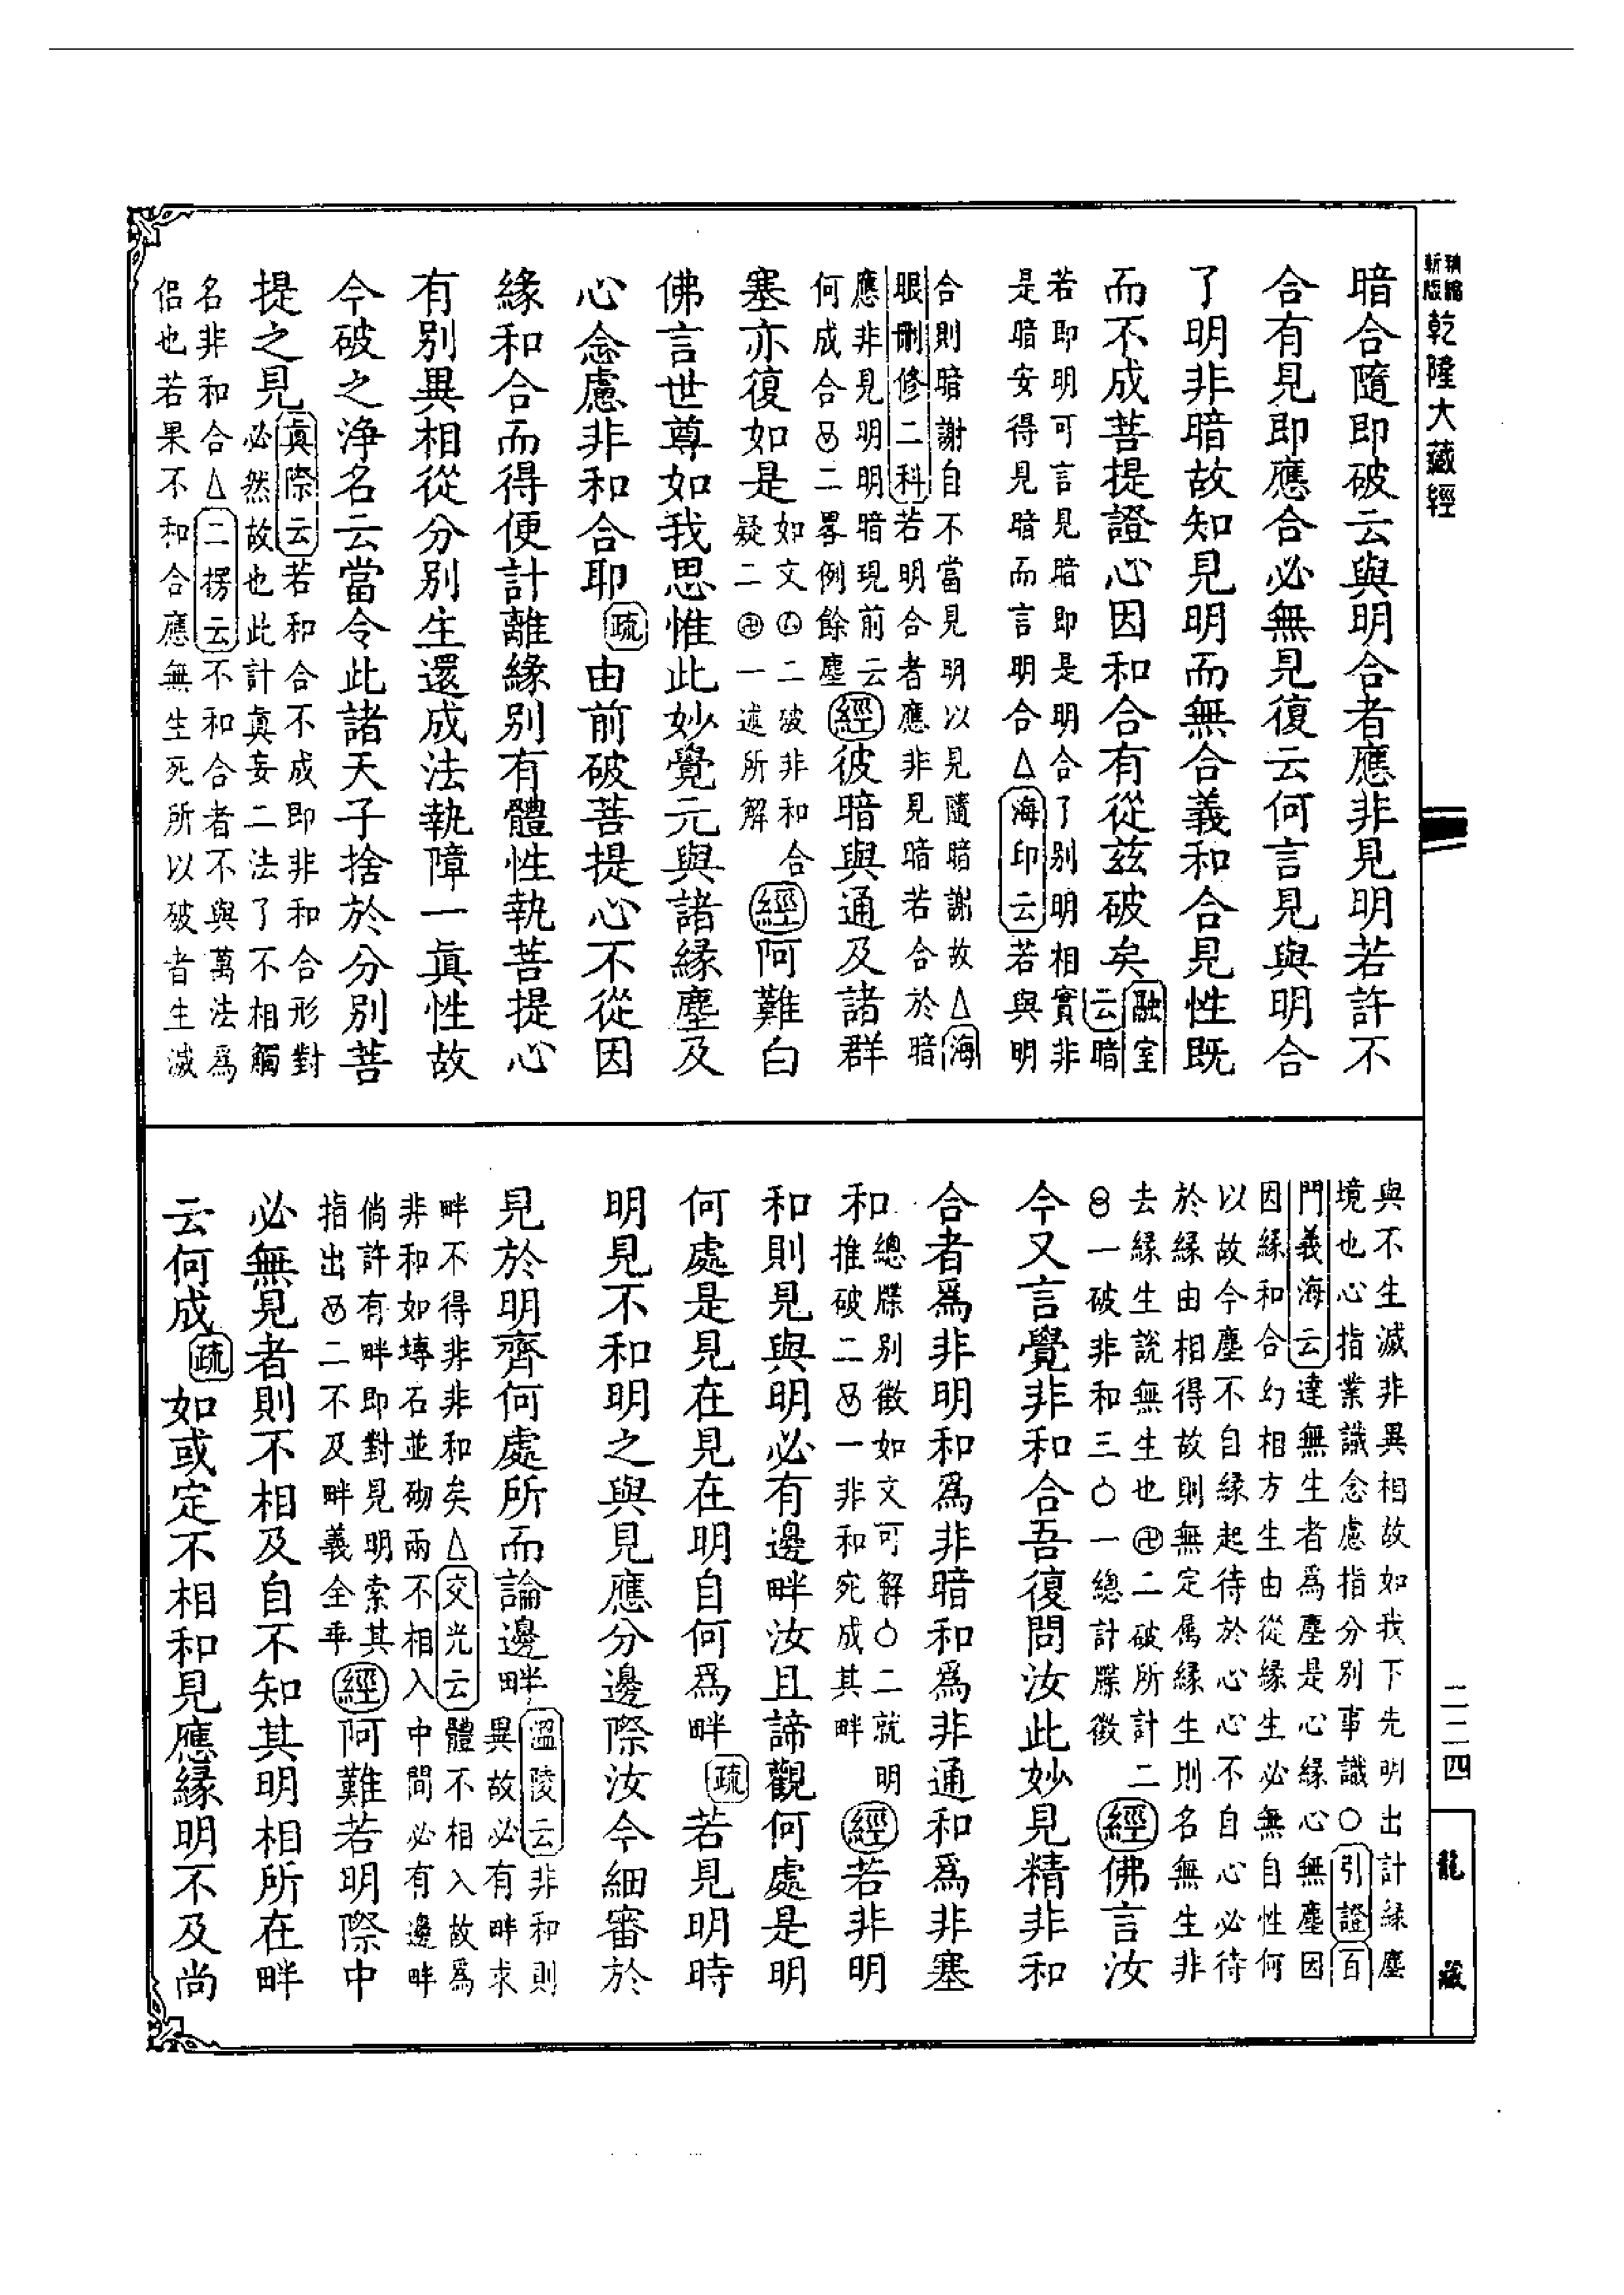 精縮新版乾隆大藏經
暗合隨即破云與明合者應非見明若許不
合有見即應合必無見復云何言見與明合
了明非暗故知見明而無合義和合見性既
而不成菩提證心因和合有從茲破矣融室云暗
若即明可言見暗即是明合了別明相實非
是暗安得見暗而言明合△海印云若與明
合則暗謝自不當見明以見隨暗謝故△海
眼刪修二科若明合者應非見暗若合於暗
應非見明明暗現前云
何成合二畧例餘塵
經彼暗與通及諸群
塞亦復如是
如文二破非和合
疑二卍一述所解
經阿難白
佛言世尊如我思惟此妙覺元與諸緣塵及
心念慮非和合耶疏由前破菩提心不從因
緣和合而得便計離緣別有體性執菩提心
有別異相從分別生還成法執障一眞性故
今破之淨名云當令此諸天子捨於分別菩
提之見
眞際云若和合不成即非和合形對
必然故也此計眞妄二法了不相觸
名非和合△二楞云不和合者不與萬法爲
侶也若果不和合應無生死所以破者生滅
與不生滅非異相故如我下先明出計緣塵
境也心指業識念慮指分別事識○引證百
門義海云達無生者爲塵是心緣心無塵因
因緣和合幻相方生由從緣生必無自性何
以故今塵不自緣起待於心心不自心必待
於緣由相得故則無定属緣生則名無生非
去緣生說無生也卍二破所計二
一破非和三○一總計牒徵
經佛言汝
今又言覺非和合吾復問汝此妙見精非和
合者爲非明和爲非暗和爲非通和爲非塞
和
總牒別徵如文可解○二就明
推破二一非和宛成其畔
經若非明
和則見與明必有邊畔汝且諦觀何處是明
何處是見在見在明自何爲畔疏若見明時
明見不和明之與見應分邊際汝今細審於
見於明齊何處所而論邊畔
溫陵云非和則
異故必有畔求
畔不得非非和矣△交光云體不相入故爲
非和如塼石並砌兩不相入中間必有邊畔
倘許有畔即對見明索其
指出二不及畔義全乖
經阿難若明際中
必無見者則不相及自不知其明相所在畔
云何成疏如或定不相和見應緣明不及尚
二二四
龍藏